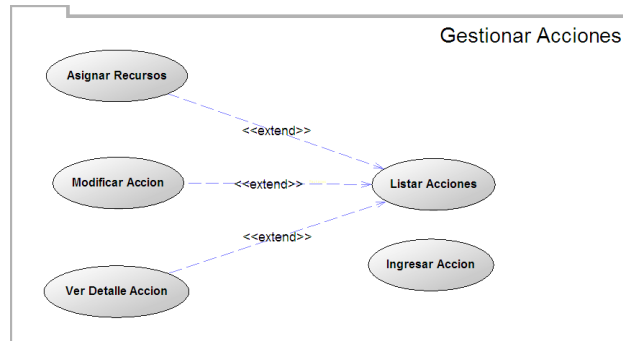 Gestionar Acciones
Asignar Recursos
<<extend>>
Modificar Accion
<<extend>>
Listar Acciones
<<extend>>
Ingresar Accion
Ver Detalle Accion